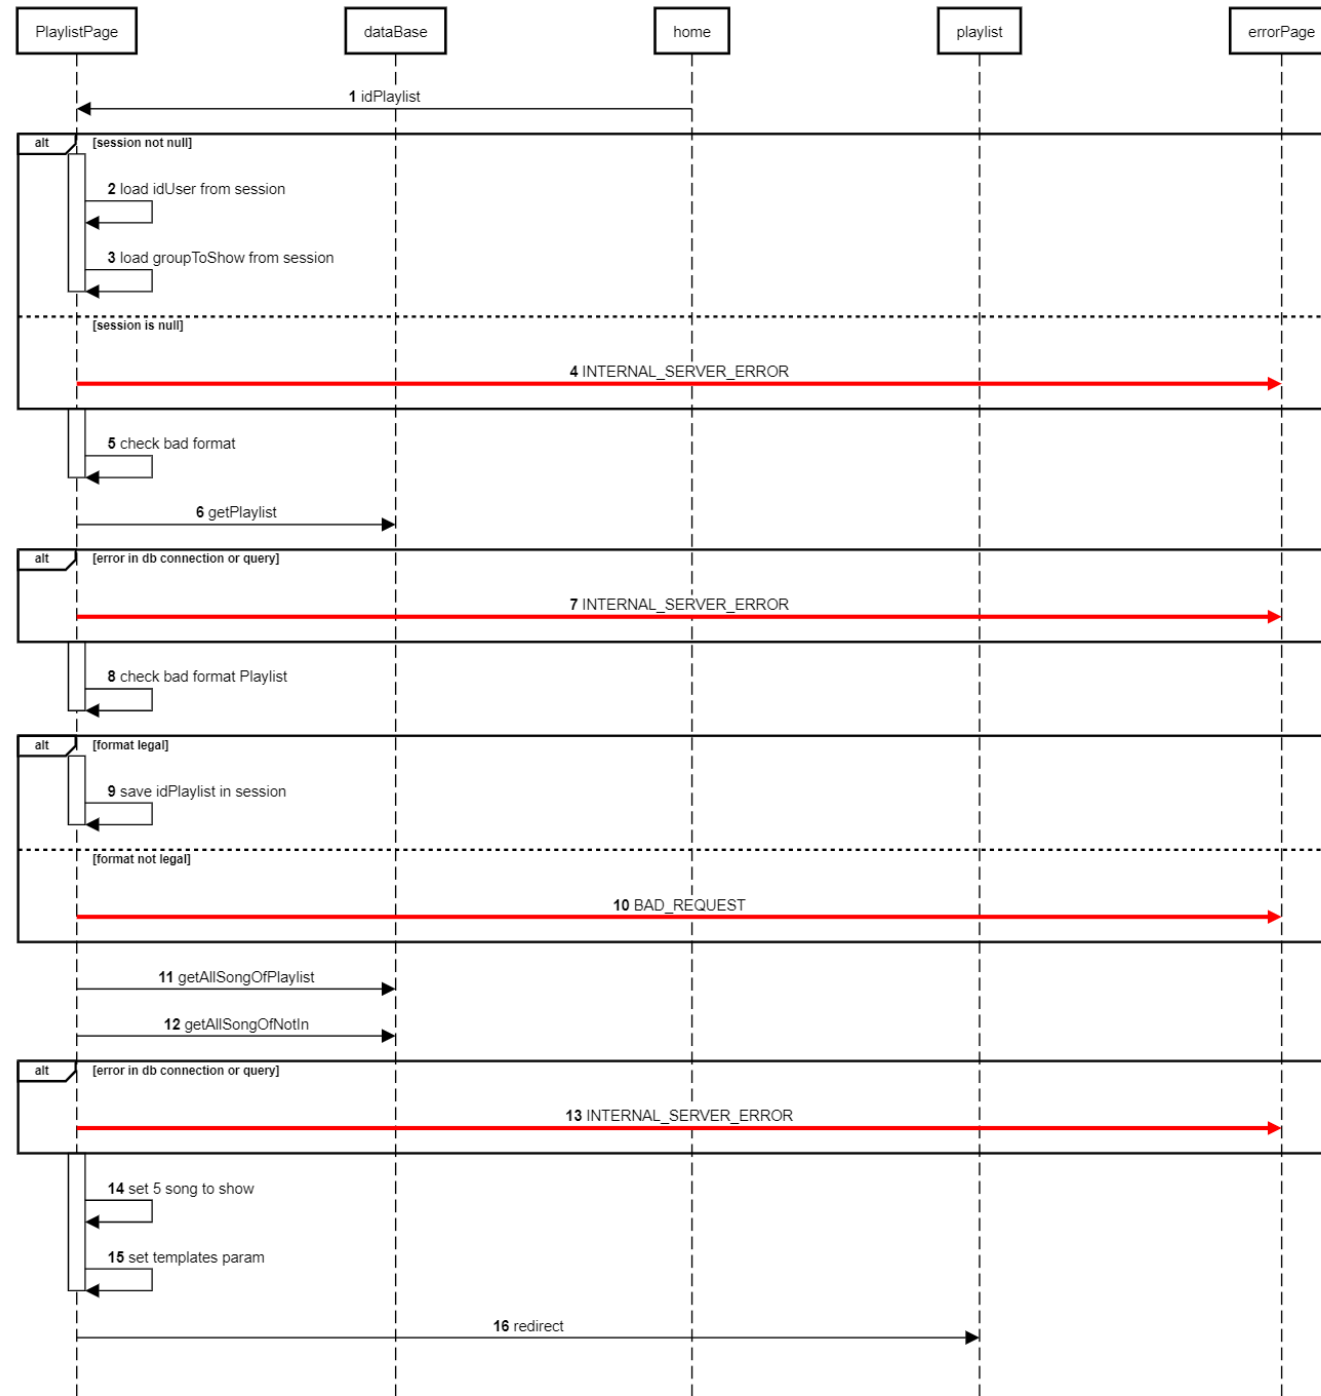 PlaylistPage
dataBase
home
playlist
errorPage
1 idPlaylist
alt
[session not null]
2 load idUser from session
3 load groupToShow from session
[session is null]
4 INTERNAL_SERVER_ERROR
5 check bad format
6 getPlaylist
alt
[error in db connection or query]
7 INTERNAL_SERVER_ERROR
8 check bad format Playlist
alt
[format legal]
9 save idPlaylist in session
[format not legal]
10 BAD_REQUEST
11 getAllSongOfPlaylist
12 getAllSongOfNotIn
alt
[error in db connection or query]
13 INTERNAL_SERVER_ERROR
14 set 5 song to show
15 set templates param
16 redirect